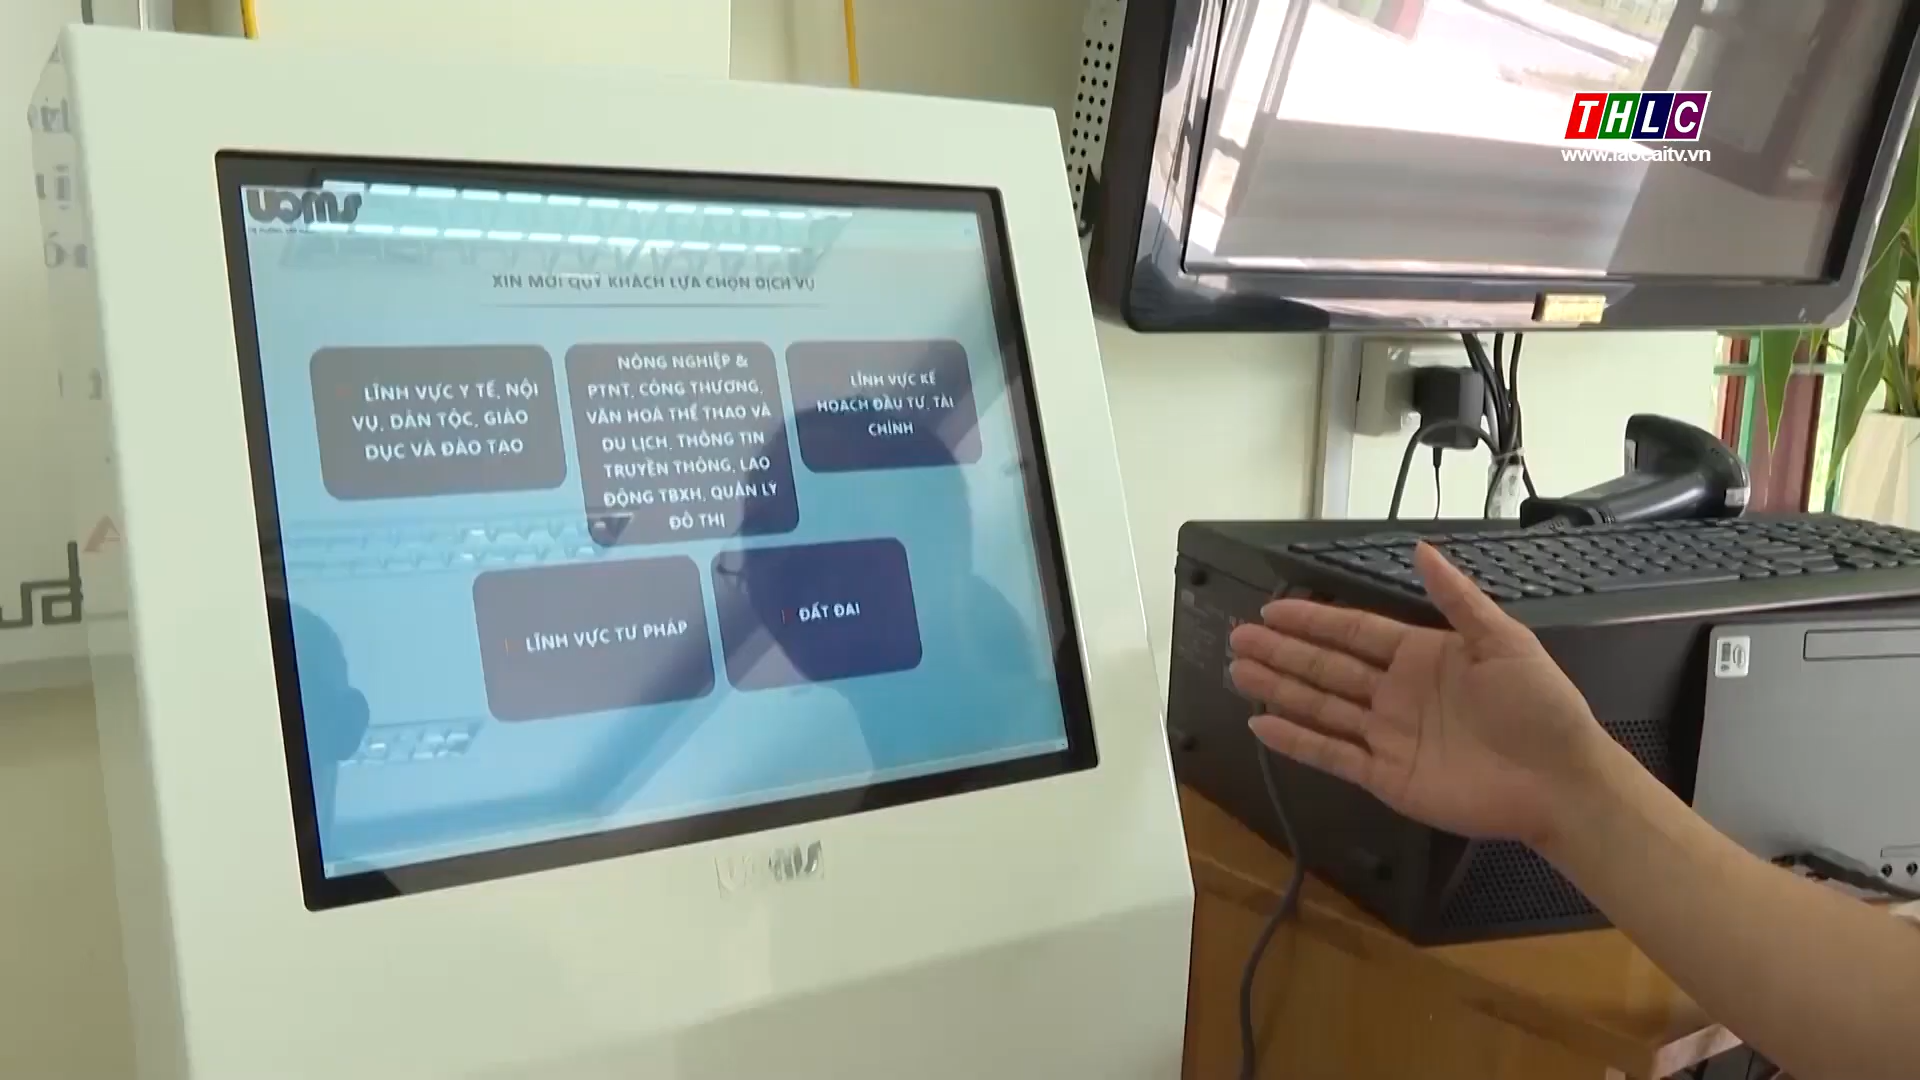 THLC
www.laocaitv.vn
XIN MỜI QUÝ KHÁCH LỰA CHỌN DỊCH VỤ
LĨNH VỰC Y TẾ, NỘI
VỤ, DÂN TỘC, GIÁO
DỤC VÀ ĐÀO TẠO
NÔNG NGHIỆP &
PTNT, CÔNG THƯƠNG,
VĂN HOÁ THỂ THAO VÀ
DU LỊCH, THÔNG TIN
TRUYỀN THÔNG, LAO
ĐỘNG TBXH, QUẢN LÝ
ĐÔ THỊ
LĨNH VỰC KẾ
HOẠCH ĐẦU TƯ, TÀI
CHÍNH
LĨNH VỰC TƯ PHÁP
ĐẤT ĐAI